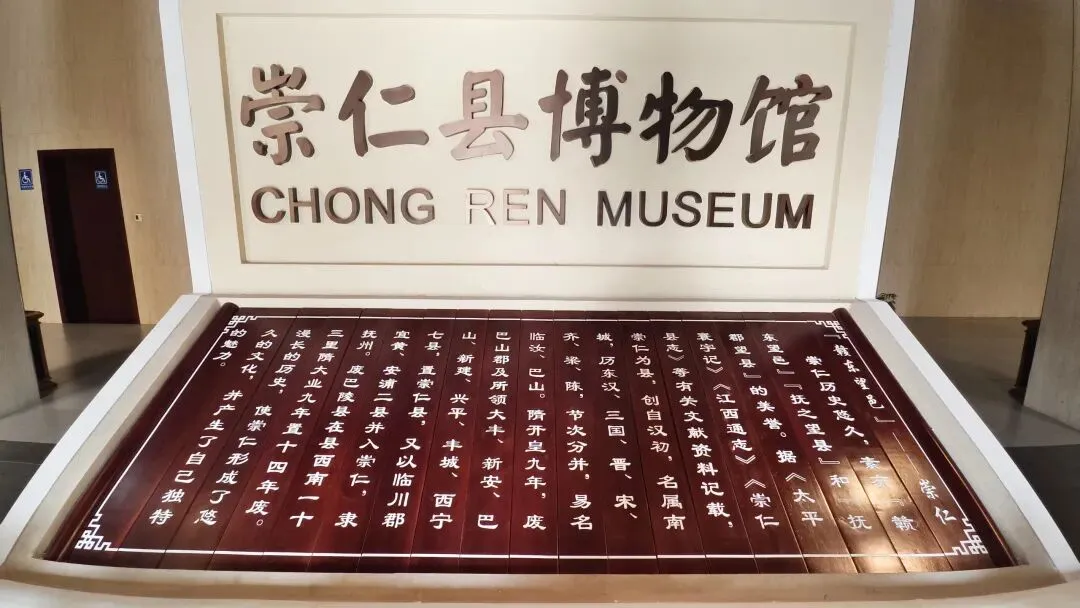 崇仁县博物馆
CHONG REN MUSEUM
『赣东望邑』——崇仁
崇仁历史悠久，素有『赣
东望邑』『抚之望县』和『抚
郡望县』的美誉。据《太平
寰宇记》《江西通志》《崇仁
县志》等有关文献资料记载，
崇仁为县，创自汉初，名属南
城，历东汉、三国、晋、宋、
齐、梁、陈，节次分并，易名
临汝、巴山。隋开皇九年，废
巴山郡及所领大丰、新安、巴
山、新建、兴平、丰城、西宁
七县，置崇仁县，又以临川郡
宜黄、安浦二县并入崇仁，隶
抚州。废巴陵县在县西南一十
三里隋大业九年置十四年废。
漫长的历史，使崇仁形成了悠
久的文化，并产生了自己独特
的魅力。